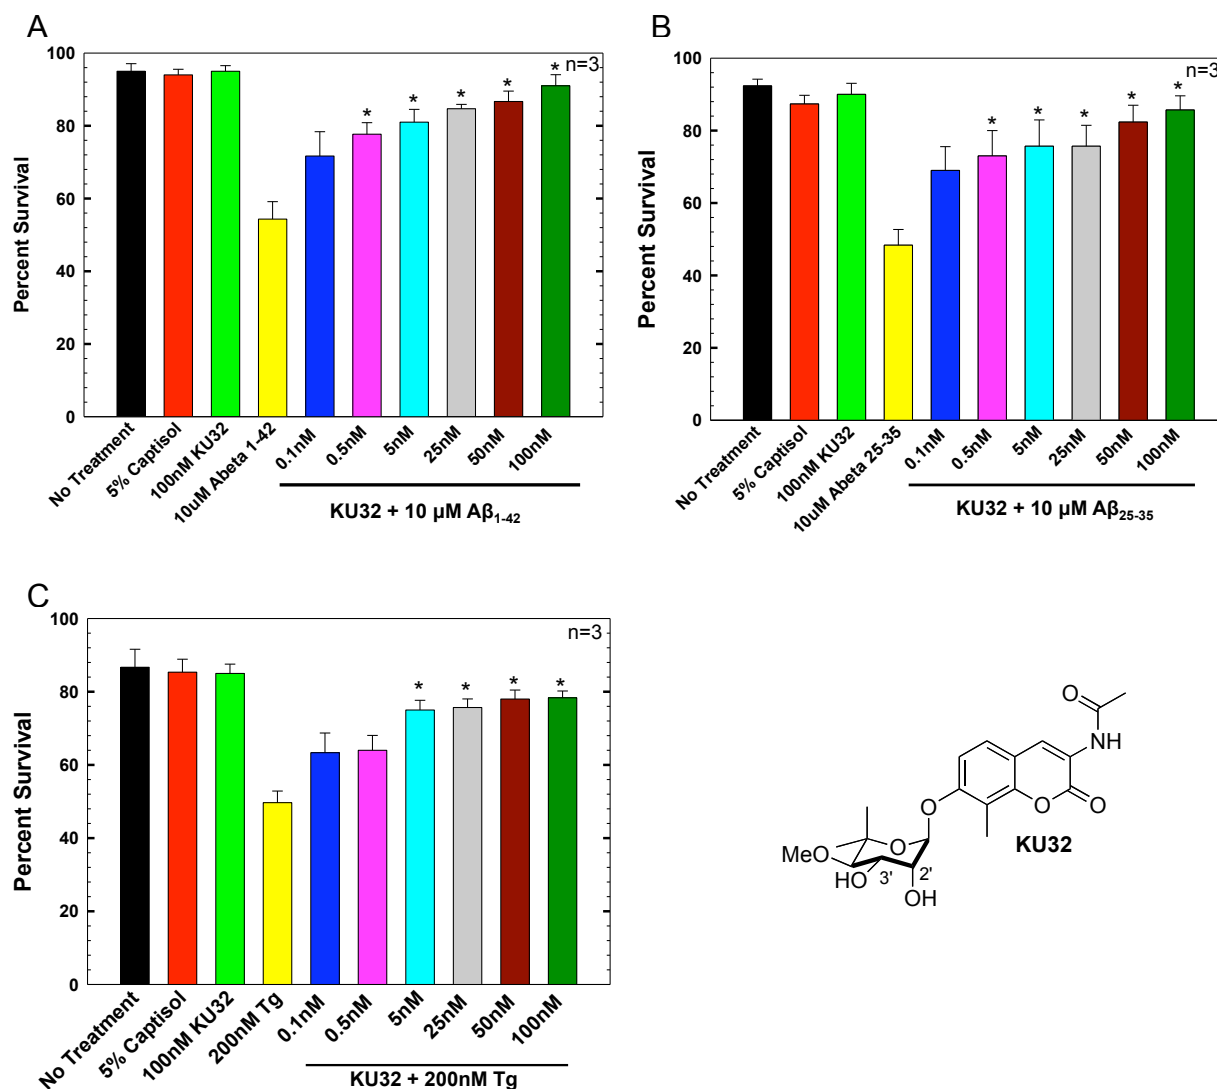 A
100
80
60
40
20
0
Percent Survival
n=3
* * * * *
No Treatment
5% Captisol
100nM KU32
10uM Abeta 1-42
0.1nM
0.5nM
5nM
25nM
50nM
100nM
KU32 + 10 µM Aβ1-42
B
100
80
60
40
20
0
Percent Survival
n=3
* * * * *
No Treatment
5% Captisol
100nM KU32
10uM Abeta 25-35
0.1nM
0.5nM
5nM
25nM
50nM
100nM
KU32 + 10 µM Aβ25-35
C
100
80
60
40
20
0
Percent Survival
n=3
* * * *
No Treatment
5% Captisol
100nM KU32
200nM Tg
0.1nM
0.5nM
5nM
25nM
50nM
100nM
KU32 + 200nM Tg
O
NH
O
O
O
O
MeO
HO
3'
2'
OH
KU32